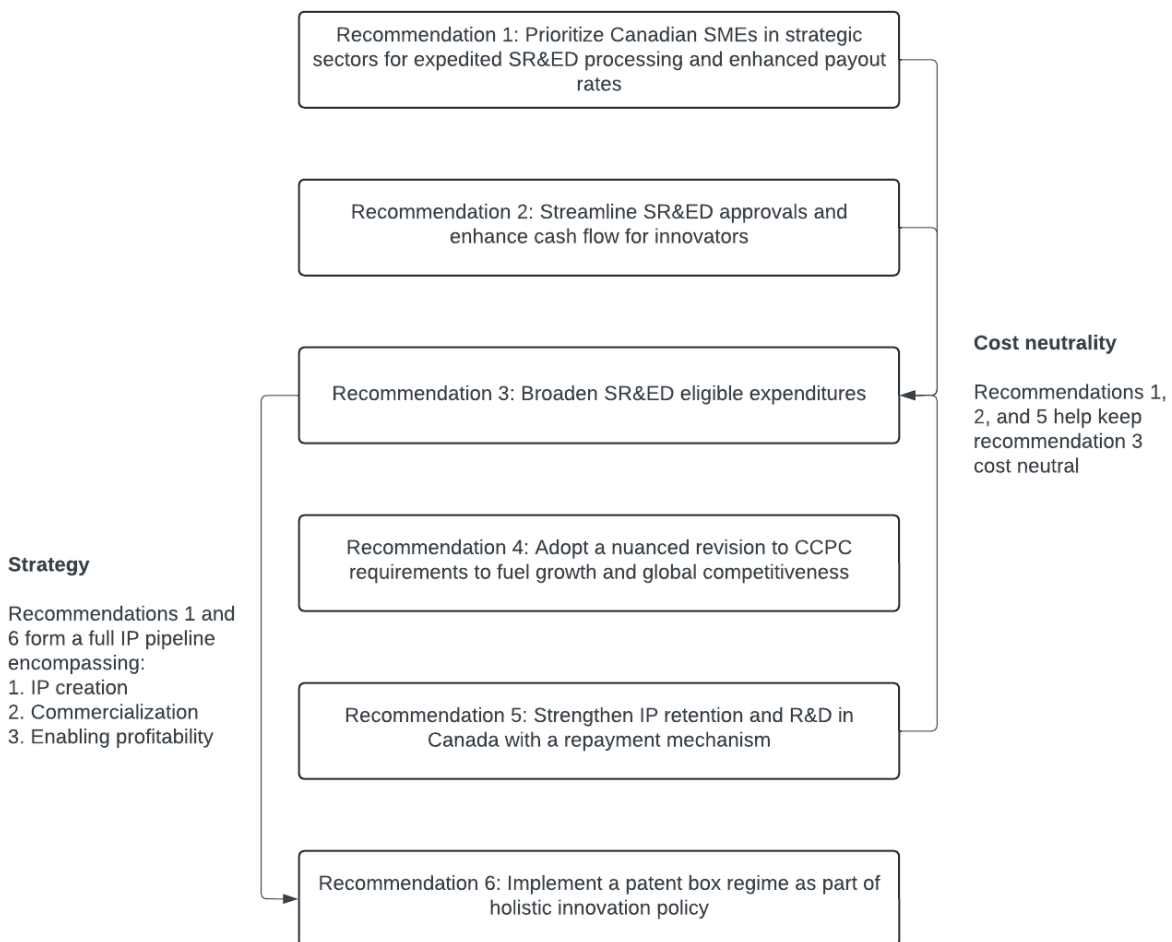 Recommendation 1: Prioritize Canadian SMEs in strategic
sectors for expedited SR&ED processing and enhanced payout
rates
Recommendation 2: Streamline SR&ED approvals and
enhance cash flow for innovators
Cost neutrality
Recommendations 1,
2, and 5 help keep
recommendation 3
cost neutral
Recommendation 3: Broaden SR&ED eligible expenditures
Recommendation 4: Adopt a nuanced revision to CCPC
requirements to fuel growth and global competitiveness
Strategy
Recommendations 1 and
6 form a full IP pipeline
encompassing:
1. IP creation
2. Commercialization
3. Enabling profitability
Recommendation 5: Strengthen IP retention and R&D in
Canada with a repayment mechanism
Recommendation 6: Implement a patent box regime as part of
holistic innovation policy